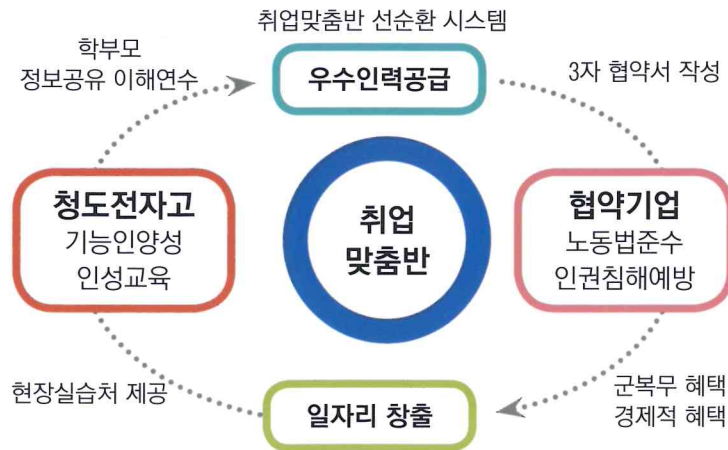 취업맞춤반 선순환 시스템
학부모
정보공유 이해연수
우수인력공급
3자 협약서 작성
청도전자고
기능인양성
인성교육
취업
맞춤반
협약기업
노동법준수
인권침해예방
현장실습처 제공
일자리 창출
군복무 혜택
경제적 혜택